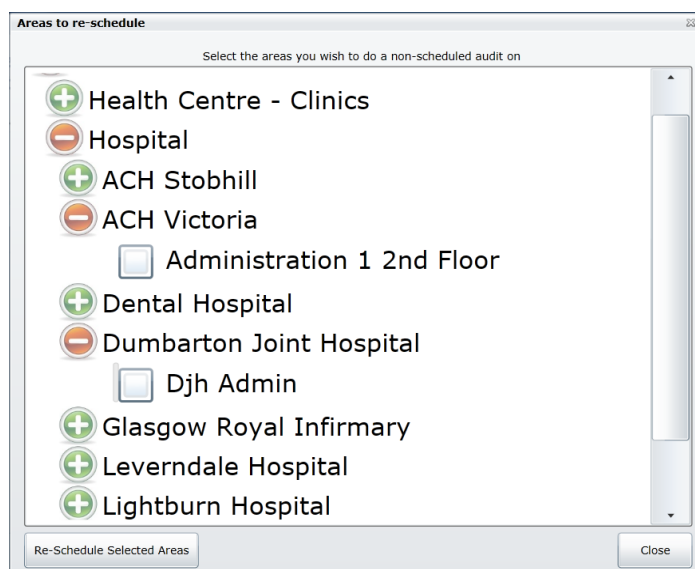 Areas to re-schedule
Select the areas you wish to do a non-scheduled audit on
Health Centre - Clinics
Hospital
ACH Stobhill
ACH Victoria
Administration 1 2nd Floor
Dental Hospital
Dumbarton Joint Hospital
Djh Admin
Glasgow Royal Infirmary
Leverndale Hospital
Lightburn Hospital
Re-Schedule Selected Areas
Close